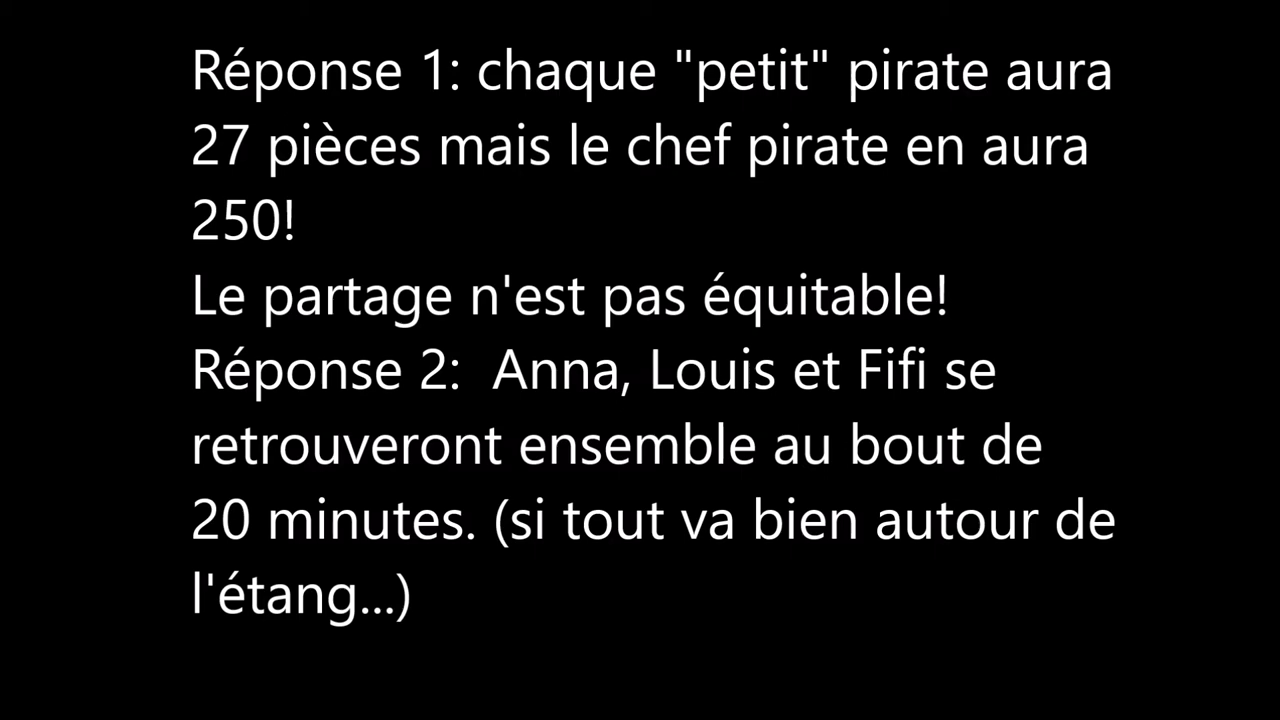 Réponse 1: chaque "petit" pirate aura
27 pièces mais le chef pirate en aura
250!
Le partage n'est pas équitable!
Réponse 2:  Anna, Louis et Fifi se
retrouveront ensemble au bout de
20 minutes. (si tout va bien autour de
l'étang...)